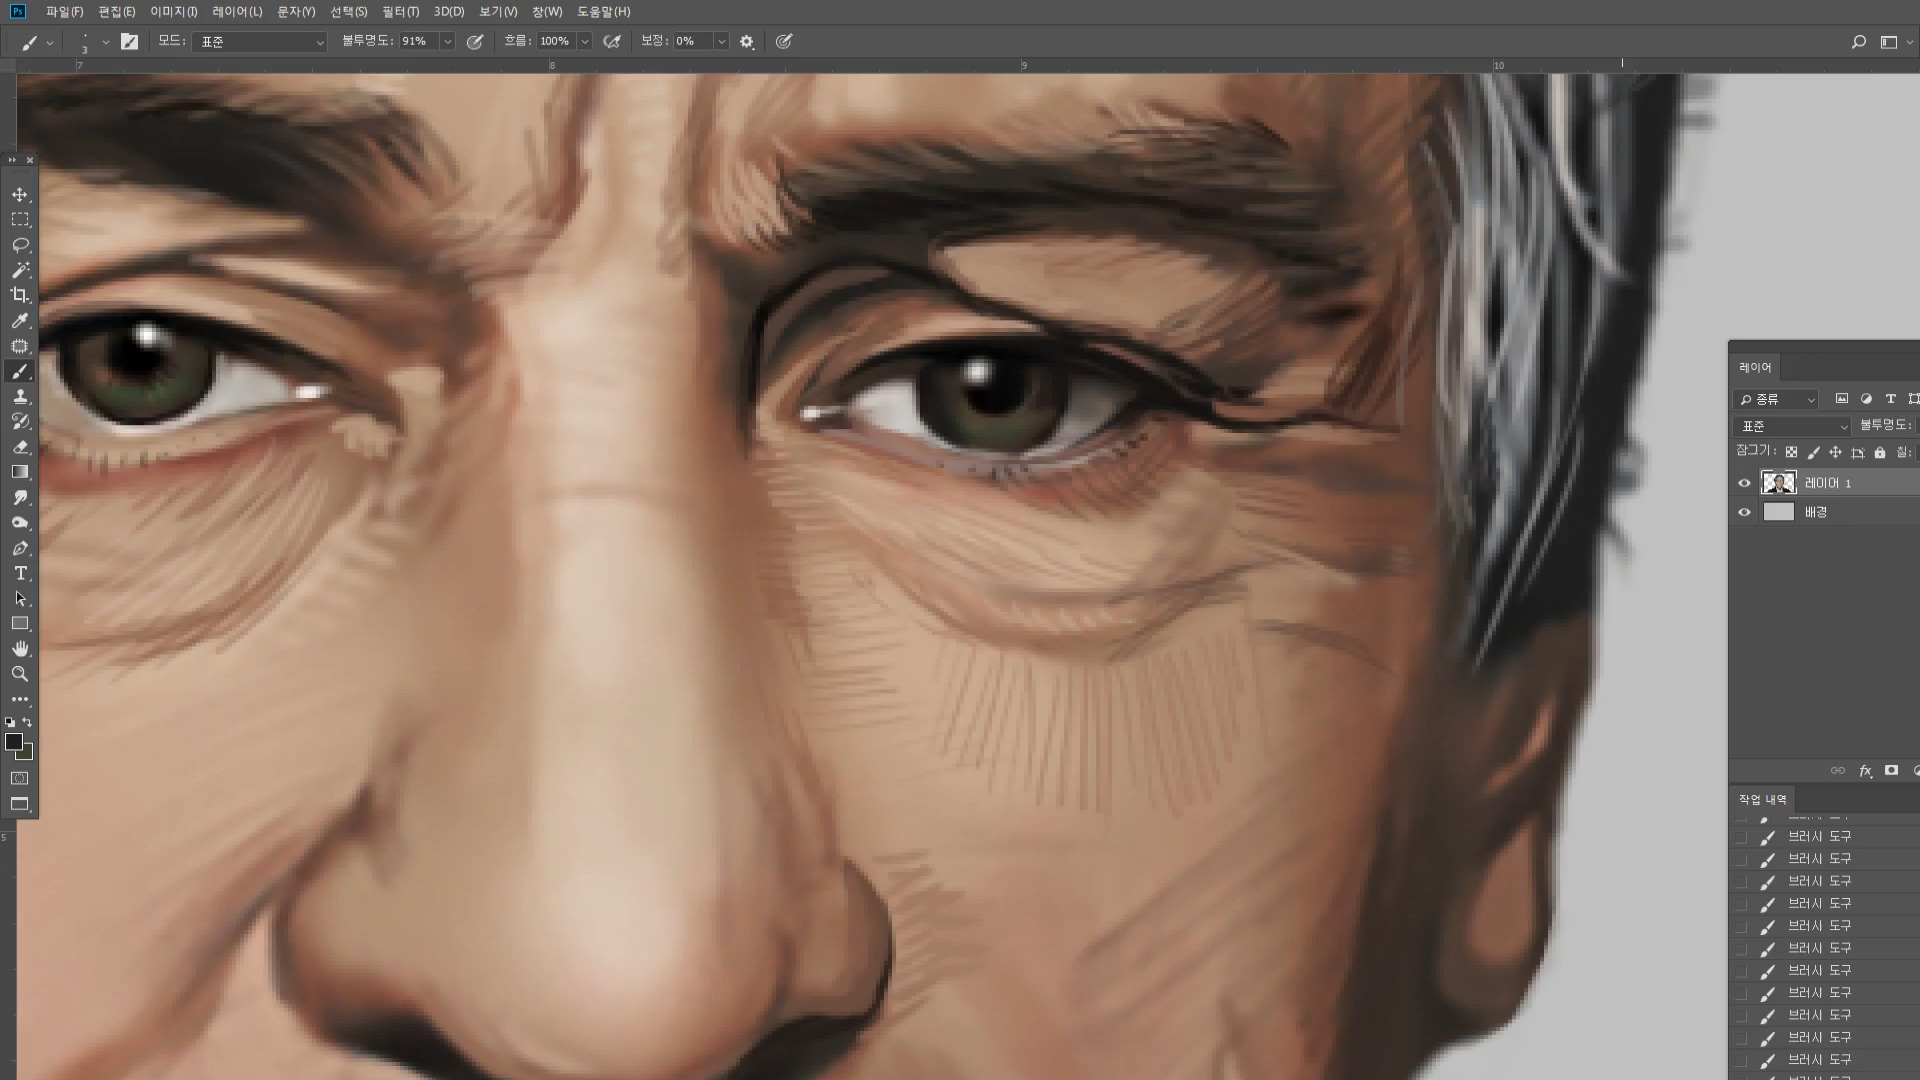 Ps 파일(F) 편집(E) 이미지(I) 레이어(L) 문자(Y) 선택(S) 필터(T) 3D(D) 보기(V) 창(W) 도움말(H)
3 모드: 표준 불투명도: 91% 흐름: 100% 보정: 0%
7 8 9 10
레이어
종류
표준 불투명도:
잠그기: 칠:
레이어 1
배경
fx
작업 내역
5
브러시 도구
브러시 도구
브러시 도구
브러시 도구
브러시 도구
브러시 도구
브러시 도구
브러시 도구
브러시 도구
브러시 도구
브러시 도구